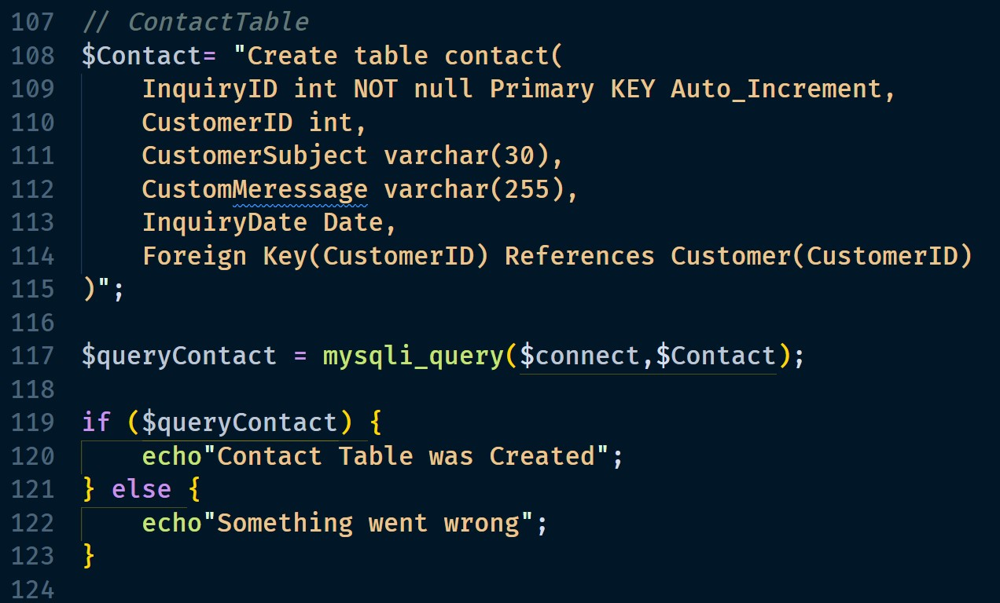 107 // ContactTable
108 $Contact= "Create table contact(
109     InquiryID int NOT null Primary KEY Auto_Increment,
110     CustomerID int,
111     CustomerSubject varchar(30),
112     CustomMeressage varchar(255),
113     InquiryDate Date,
114     Foreign Key(CustomerID) References Customer(CustomerID)
115 )";
116
117 $queryContact = mysqli_query($connect,$Contact);
118
119 if ($queryContact) {
120     echo"Contact Table was Created";
121 } else {
122     echo"Something went wrong";
123 }
124